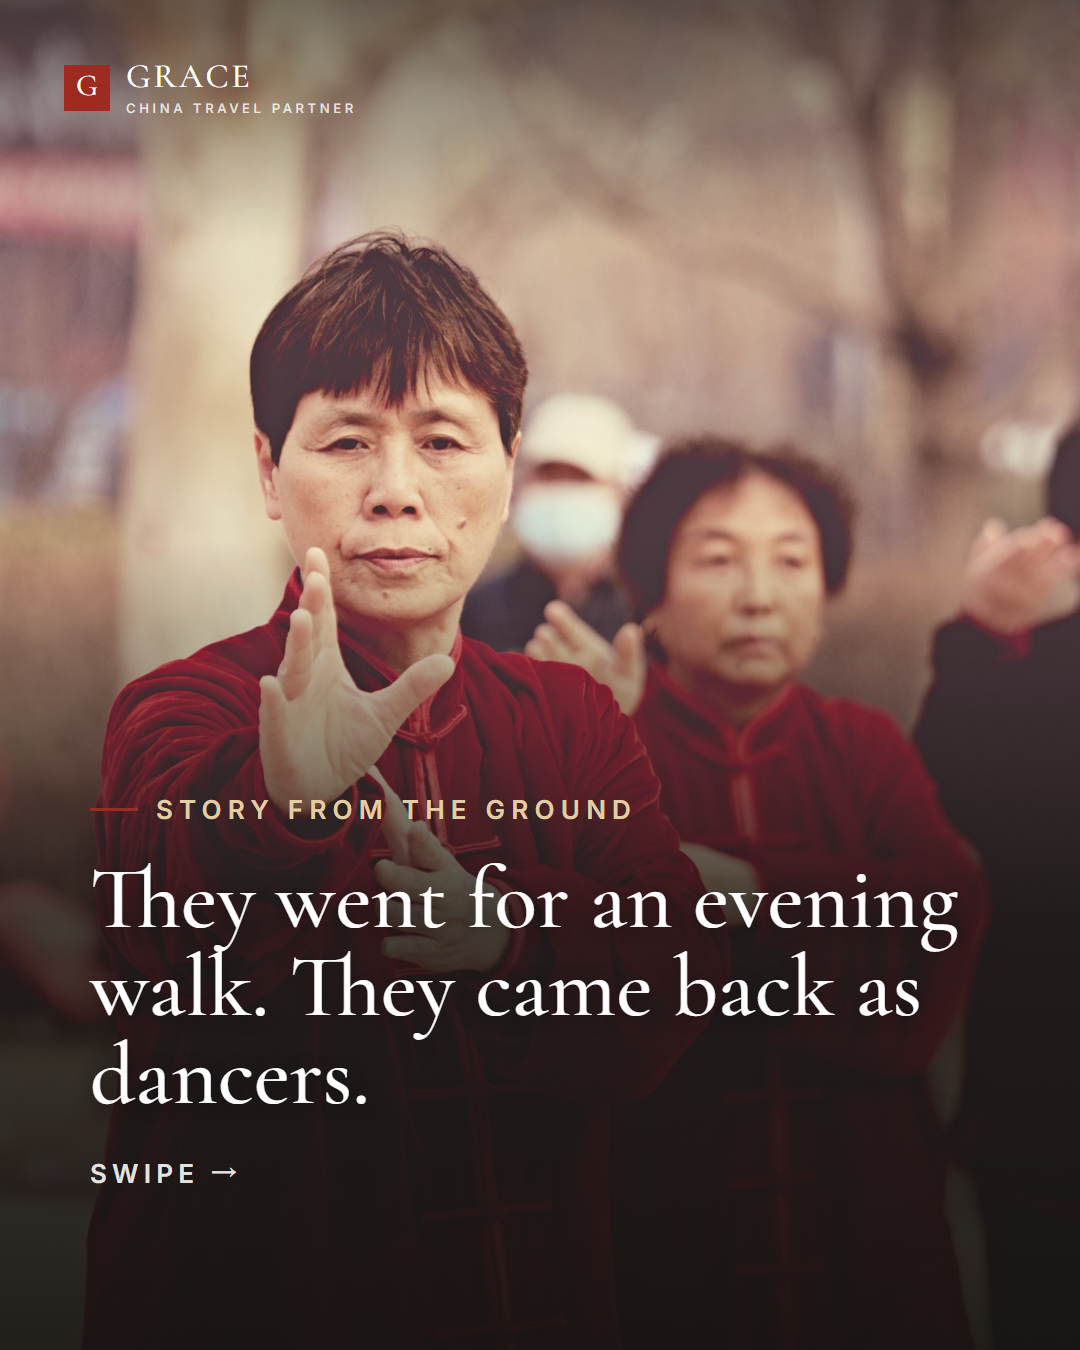 G
GRACE
CHINA TRAVEL PARTNER
STORY FROM THE GROUND
They went for an evening
walk. They came back as
dancers.
SWIPE →